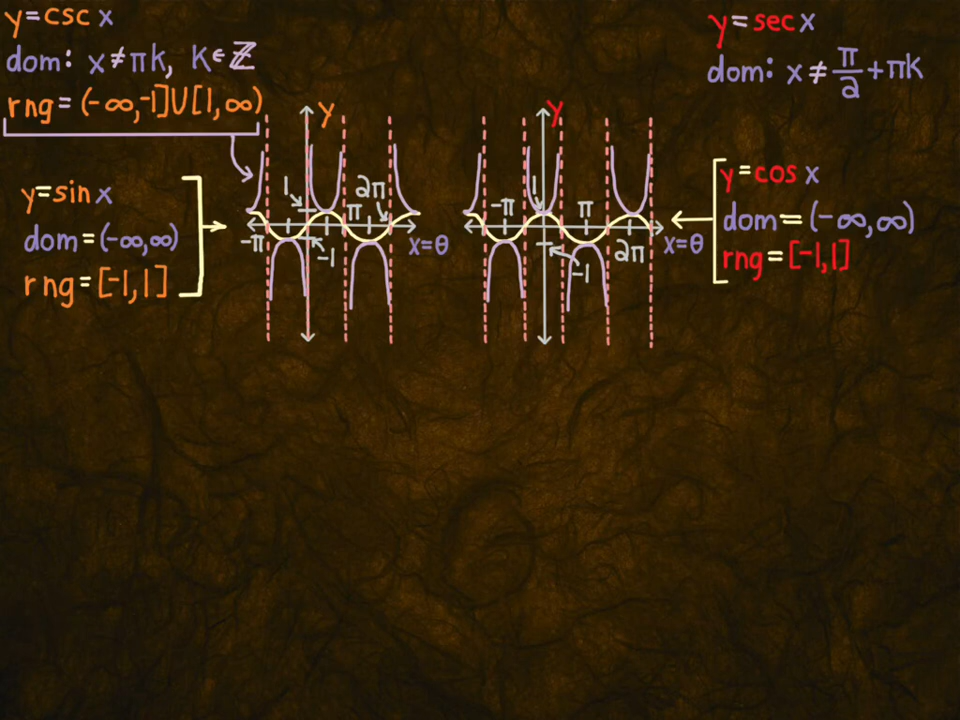 y=csc x
dom: x≠πk, K∈ℤ
rng=(-∞,-1]U[1,∞)
y=sin x
dom=(-∞,∞)
rng=[-1,1]
y
1
2π
π
-π
-1
x=θ
y
1
-π
π
-1
2π
x=θ
y=sec x
dom: x≠π/2+πK
y=cos x
dom=(-∞,∞)
rng=[-1,1]